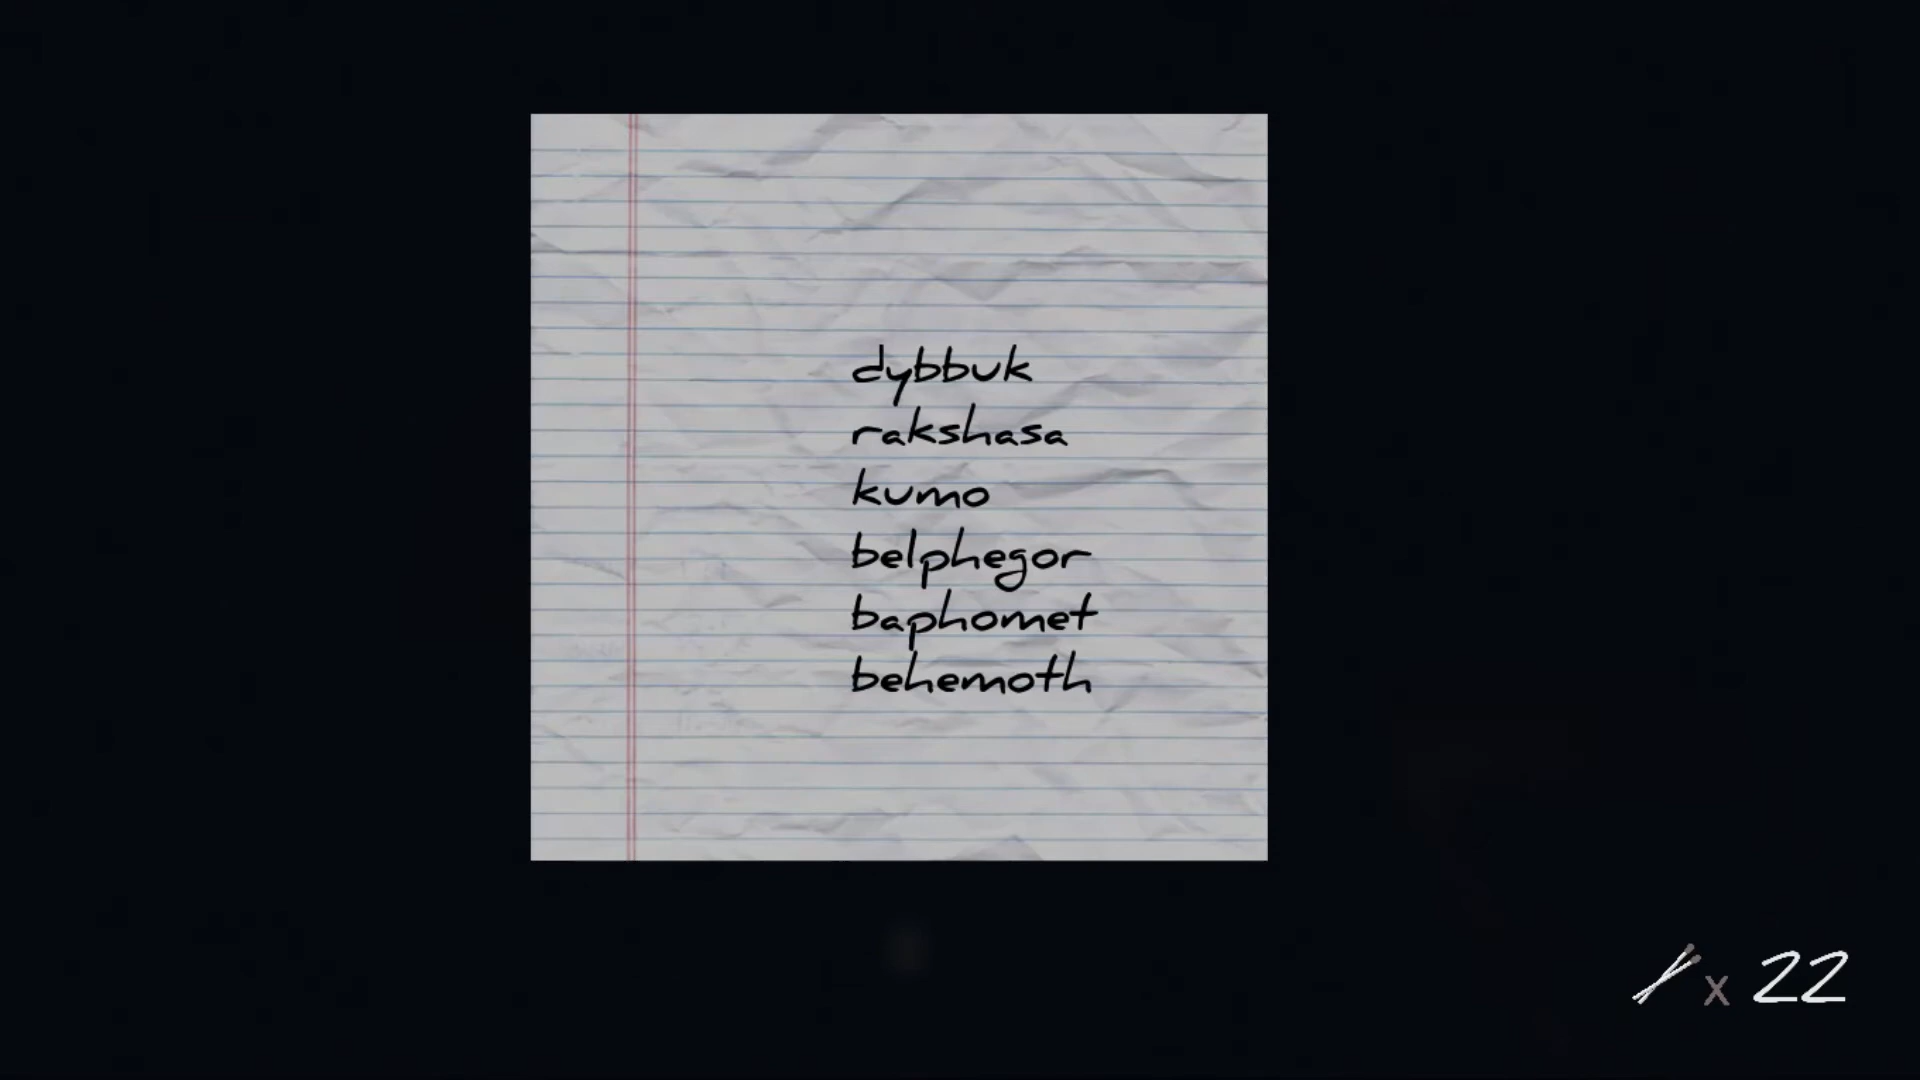 dybbuk
rakshasa
kumo
belphegor
baphomet
behemoth
x 22